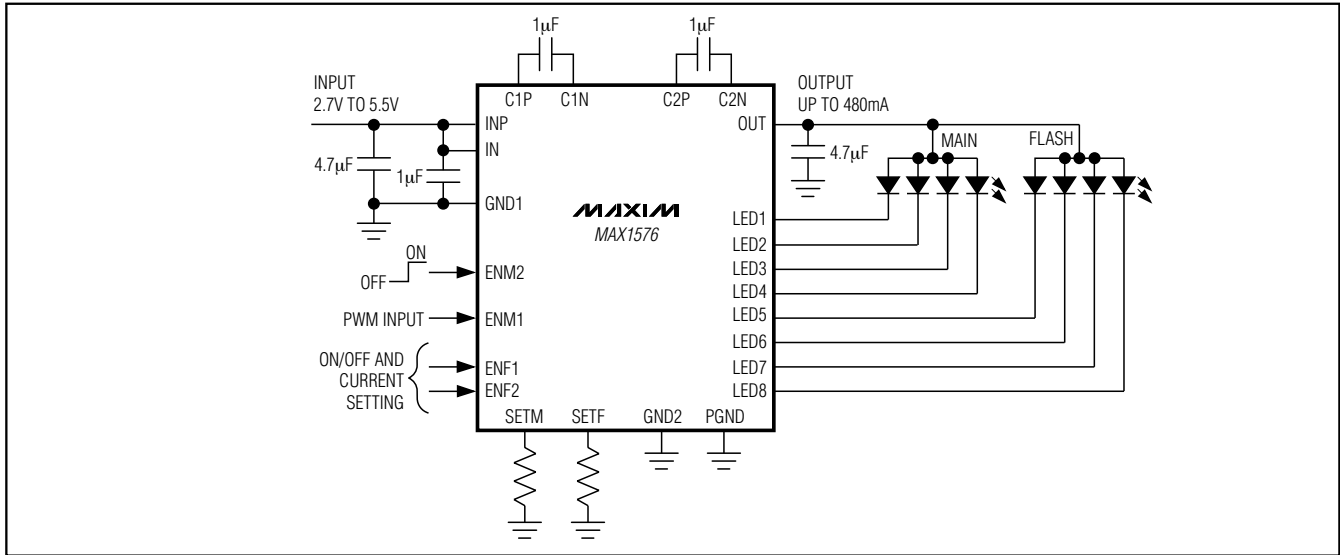 1μF
1μF
INPUT
2.7V TO 5.5V
OUTPUT
UP TO 480mA
C1P
C1N
C2P
C2N
INP
OUT
IN
MAIN
FLASH
4.7μF
1μF
4.7μF
GND1
MAXIM
MAX1576
LED1
LED2
LED3
LED4
LED5
LED6
LED7
LED8
ON
OFF
ENM2
PWM INPUT
ENM1
ON/OFF AND
CURRENT
SETTING
ENF1
ENF2
SETM
SETF
GND2
PGND